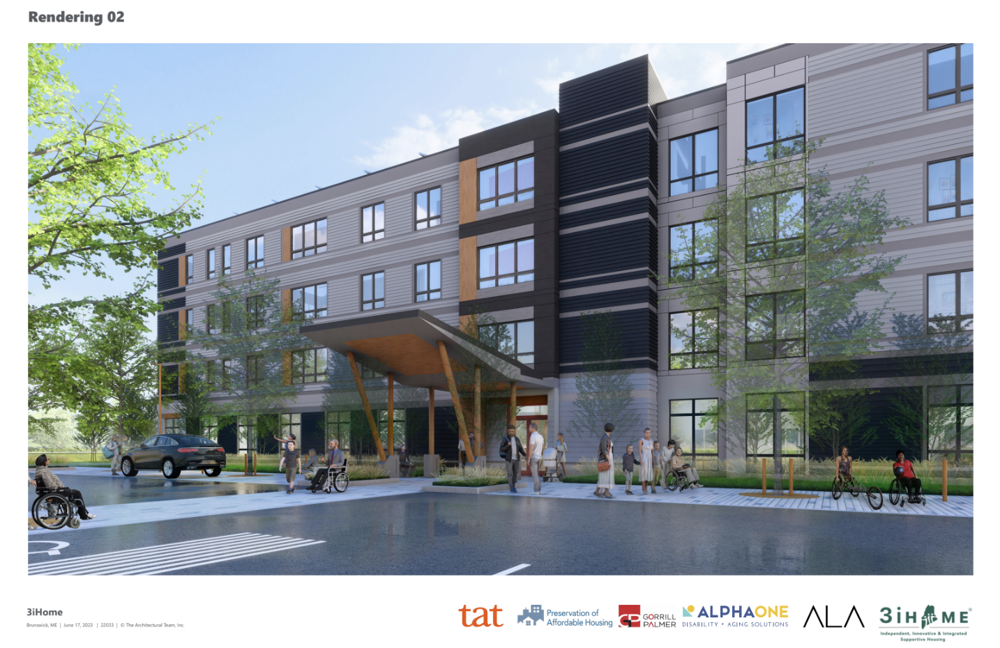 Rendering 02
3iHome
Brunswick, ME | June 17, 2023 | 22033 | © The Architectural Team, Inc.
tat
Preservation of
Affordable Housing
GP
GORRILL
PALMER
ALPHAONE
DISABILITY • AGING SOLUTIONS
ALA
3iHOME®
Independent, Innovative & Integrated
Supportive Housing